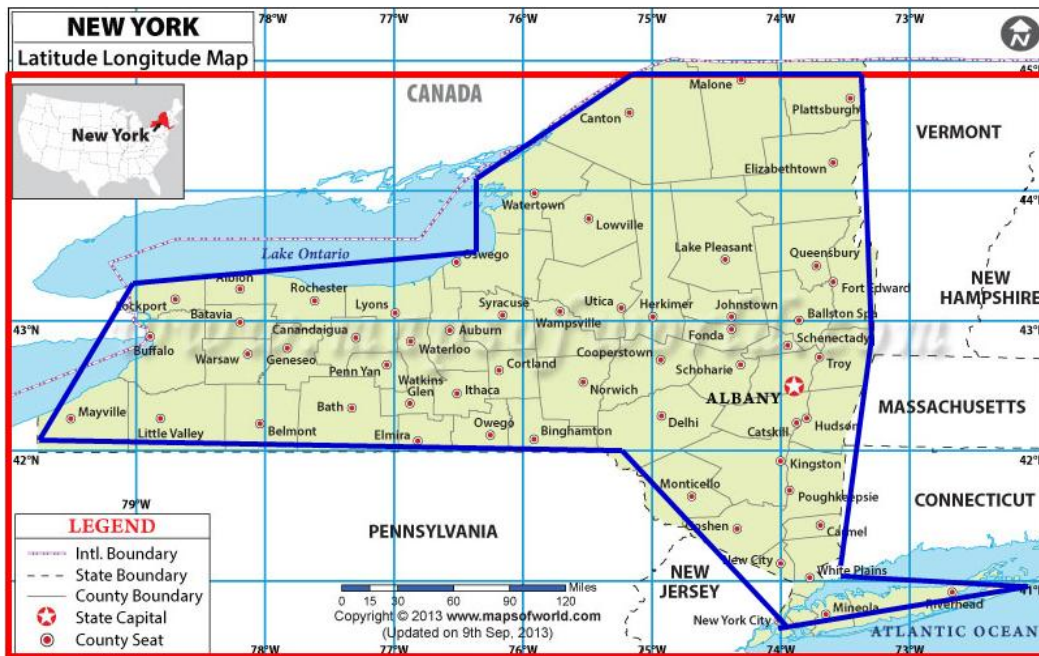 NEW YORK
Latitude Longitude Map
78°W
77°W
76°W
75°W
74°W
73°W
N
45°N
New York
CANADA
Malone
Plattsburgh
Canton
VERMONT
Elizabethtown
44°N
Watertown
Lowville
Lake Ontario
Oswego
Lake Pleasant
Queensbury
NEW
HAMPSHIRE
Albion
Rochester
Fort Edward
Lockport
Lyons
Syracuse
Utica
Herkimer
Johnstown
Batavia
Wampsville
Ballston Spa
43°N
43°N
Canandaigua
Auburn
Fonda
Schenectady
Buffalo
Warsaw
Geneseo
Waterloo
Cooperstown
Troy
Penn Yan
Cortland
Schoharie
Watkins
Glen
Ithaca
Norwich
ALBANY
Mayville
Bath
Delhi
MASSACHUSETTS
Little Valley
Belmont
Elmira
Owego
Binghamton
Catskill
Hudson
42°N
42°N
Kingston
79°W
Monticello
Poughkeepsie
CONNECTICUT
LEGEND
Intl. Boundary
State Boundary
County Boundary
State Capital
County Seat
PENNSYLVANIA
Goshen
Carmel
New City
White Plains
NEW
JERSEY
Miles
0 15 30 60 90 120
Copyright © 2013 www.mapsofworld.com
(Updated on 9th Sep, 2013)
41°N
Riverhead
Mineola
New York City
ATLANTIC OCEAN
78°W
77°W
76°W
75°W
74°W
73°W